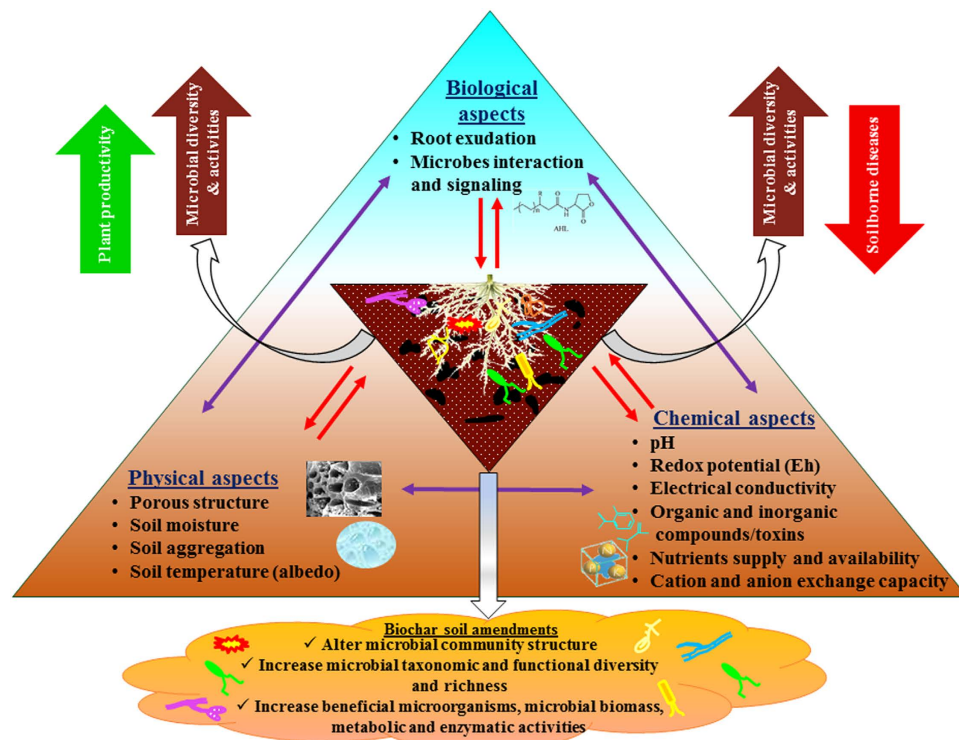 Biological
aspects
• Root exudation
• Microbes interaction
and signaling
R
O
O
( )n
N
H
O
O
AHL
Plant productivity
Microbial diversity
& activities
Microbial diversity
& activities
Soilborne diseases
Physical aspects
• Porous structure
• Soil moisture
• Soil aggregation
• Soil temperature (albedo)
Chemical aspects
• pH
• Redox potential (Eh)
• Electrical conductivity
• Organic and inorganic
compounds/toxins
• Nutrients supply and availability
• Cation and anion exchange capacity
Biochar soil amendments
✓ Alter microbial community structure
✓ Increase microbial taxonomic and functional diversity
and richness
✓ Increase beneficial microorganisms, microbial biomass,
metabolic and enzymatic activities